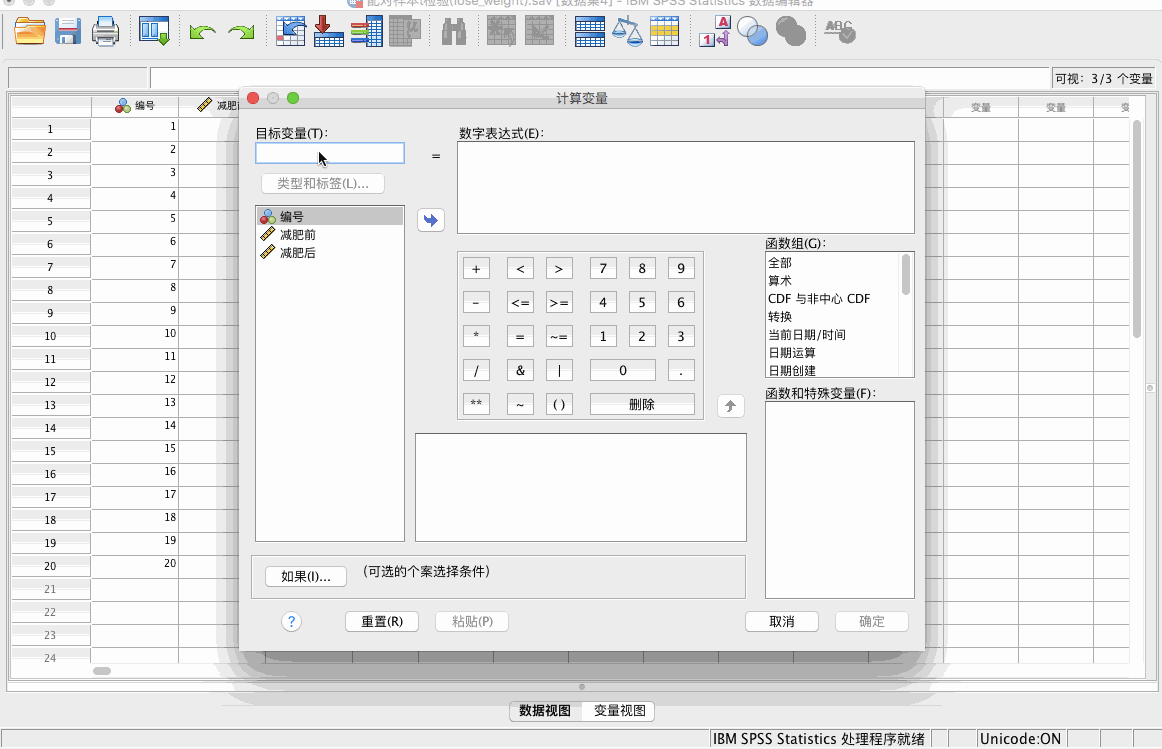 配对样本t检验(lose_weight).sav [数据集4] - IBM SPSS Statistics 数据编辑器
可视: 3/3 个变量
编号
减肥
变量
变量
计算变量
目标变量(T):
数字表达式(E):
=
类型和标签(L)...
编号
减肥前
减肥后
+ < > 7 8 9
- <= >= 4 5 6
* = ~= 1 2 3
/ & | 0 .
** ~ ( ) 删除
函数组(G):
全部
算术
CDF 与非中心 CDF
转换
当前日期/时间
日期运算
日期创建
函数和特殊变量(F):
如果(I)...
(可选的个案选择条件)
?
重置(R)
粘贴(P)
取消
确定
1 1
2 2
3 3
4 4
5 5
6 6
7 7
8 8
9 9
10 10
11 11
12 12
13 13
14 14
15 15
16 16
17 17
18 18
19 19
20 20
21
22
23
24
数据视图 变量视图
IBM SPSS Statistics 处理程序就绪
Unicode:ON